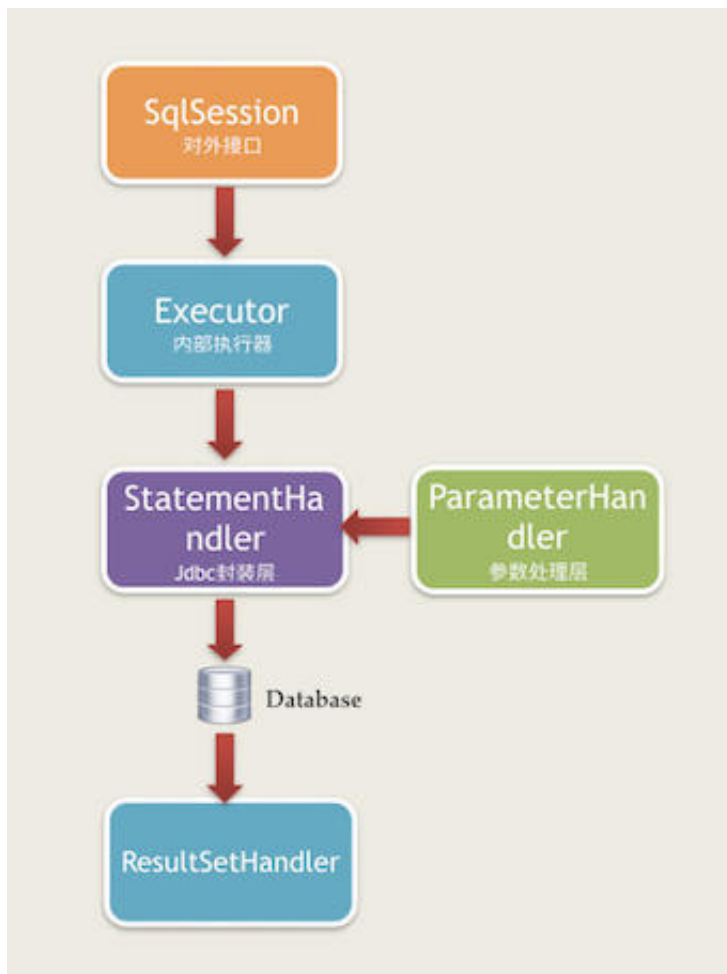 SqlSession
对外接口
Executor
内部执行器
StatementHa
ndler
Jdbc封装层
ParameterHan
dler
参数处理层
Database
ResultSetHandler